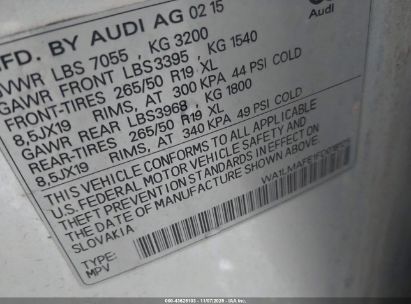 MFD. BY AUDI AG 02 15
GVWR LBS 7055 , KG 3200
GAWR FRONT LBS3395 , KG 1540
FRONT-TIRES 265/50 R19 XL
8,5JX19 RIMS, AT 300 KPA 44 PSI COLD
GAWR REAR LBS3968 , KG 1800
REAR-TIRES 265/50 R19 XL
8,5JX19 RIMS, AT 340 KPA 49 PSI COLD
THIS VEHICLE CONFORMS TO ALL APPLICABLE
U.S. FEDERAL MOTOR VEHICLE SAFETY AND
THEFT PREVENTION STANDARDS IN EFFECT ON
THE DATE OF MANUFACTURE SHOWN ABOVE.
SLOVAKIA
TYPE:
MPV
Audi